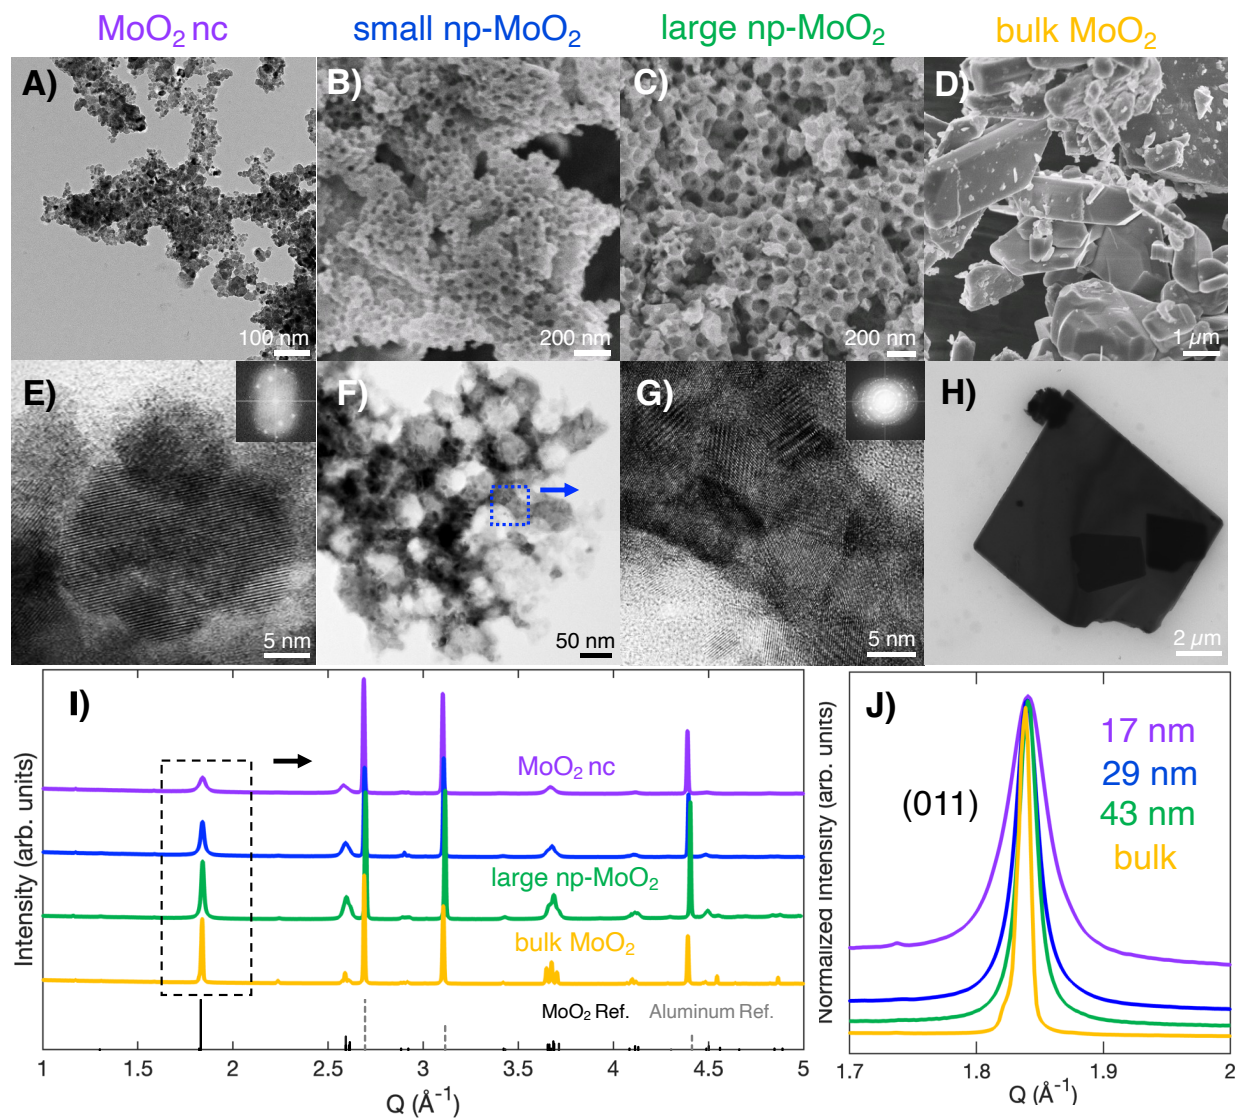 MoO₂ nc
small np-MoO₂
large np-MoO₂
bulk MoO₂
A)
100 nm
B)
200 nm
C)
200 nm
D)
1 µm
E)
5 nm
F)
50 nm
G)
5 nm
H)
2 µm
I)
Intensity (arb. units)
MoO₂ nc
large np-MoO₂
bulk MoO₂
MoO₂ Ref.
Aluminum Ref.
1 1.5 2 2.5 3 3.5 4 4.5 5
Q (Å⁻¹)
J)
Normalized Intensity (arb. units)
(011)
17 nm
29 nm
43 nm
bulk
1.7 1.8 1.9 2
Q (Å⁻¹)